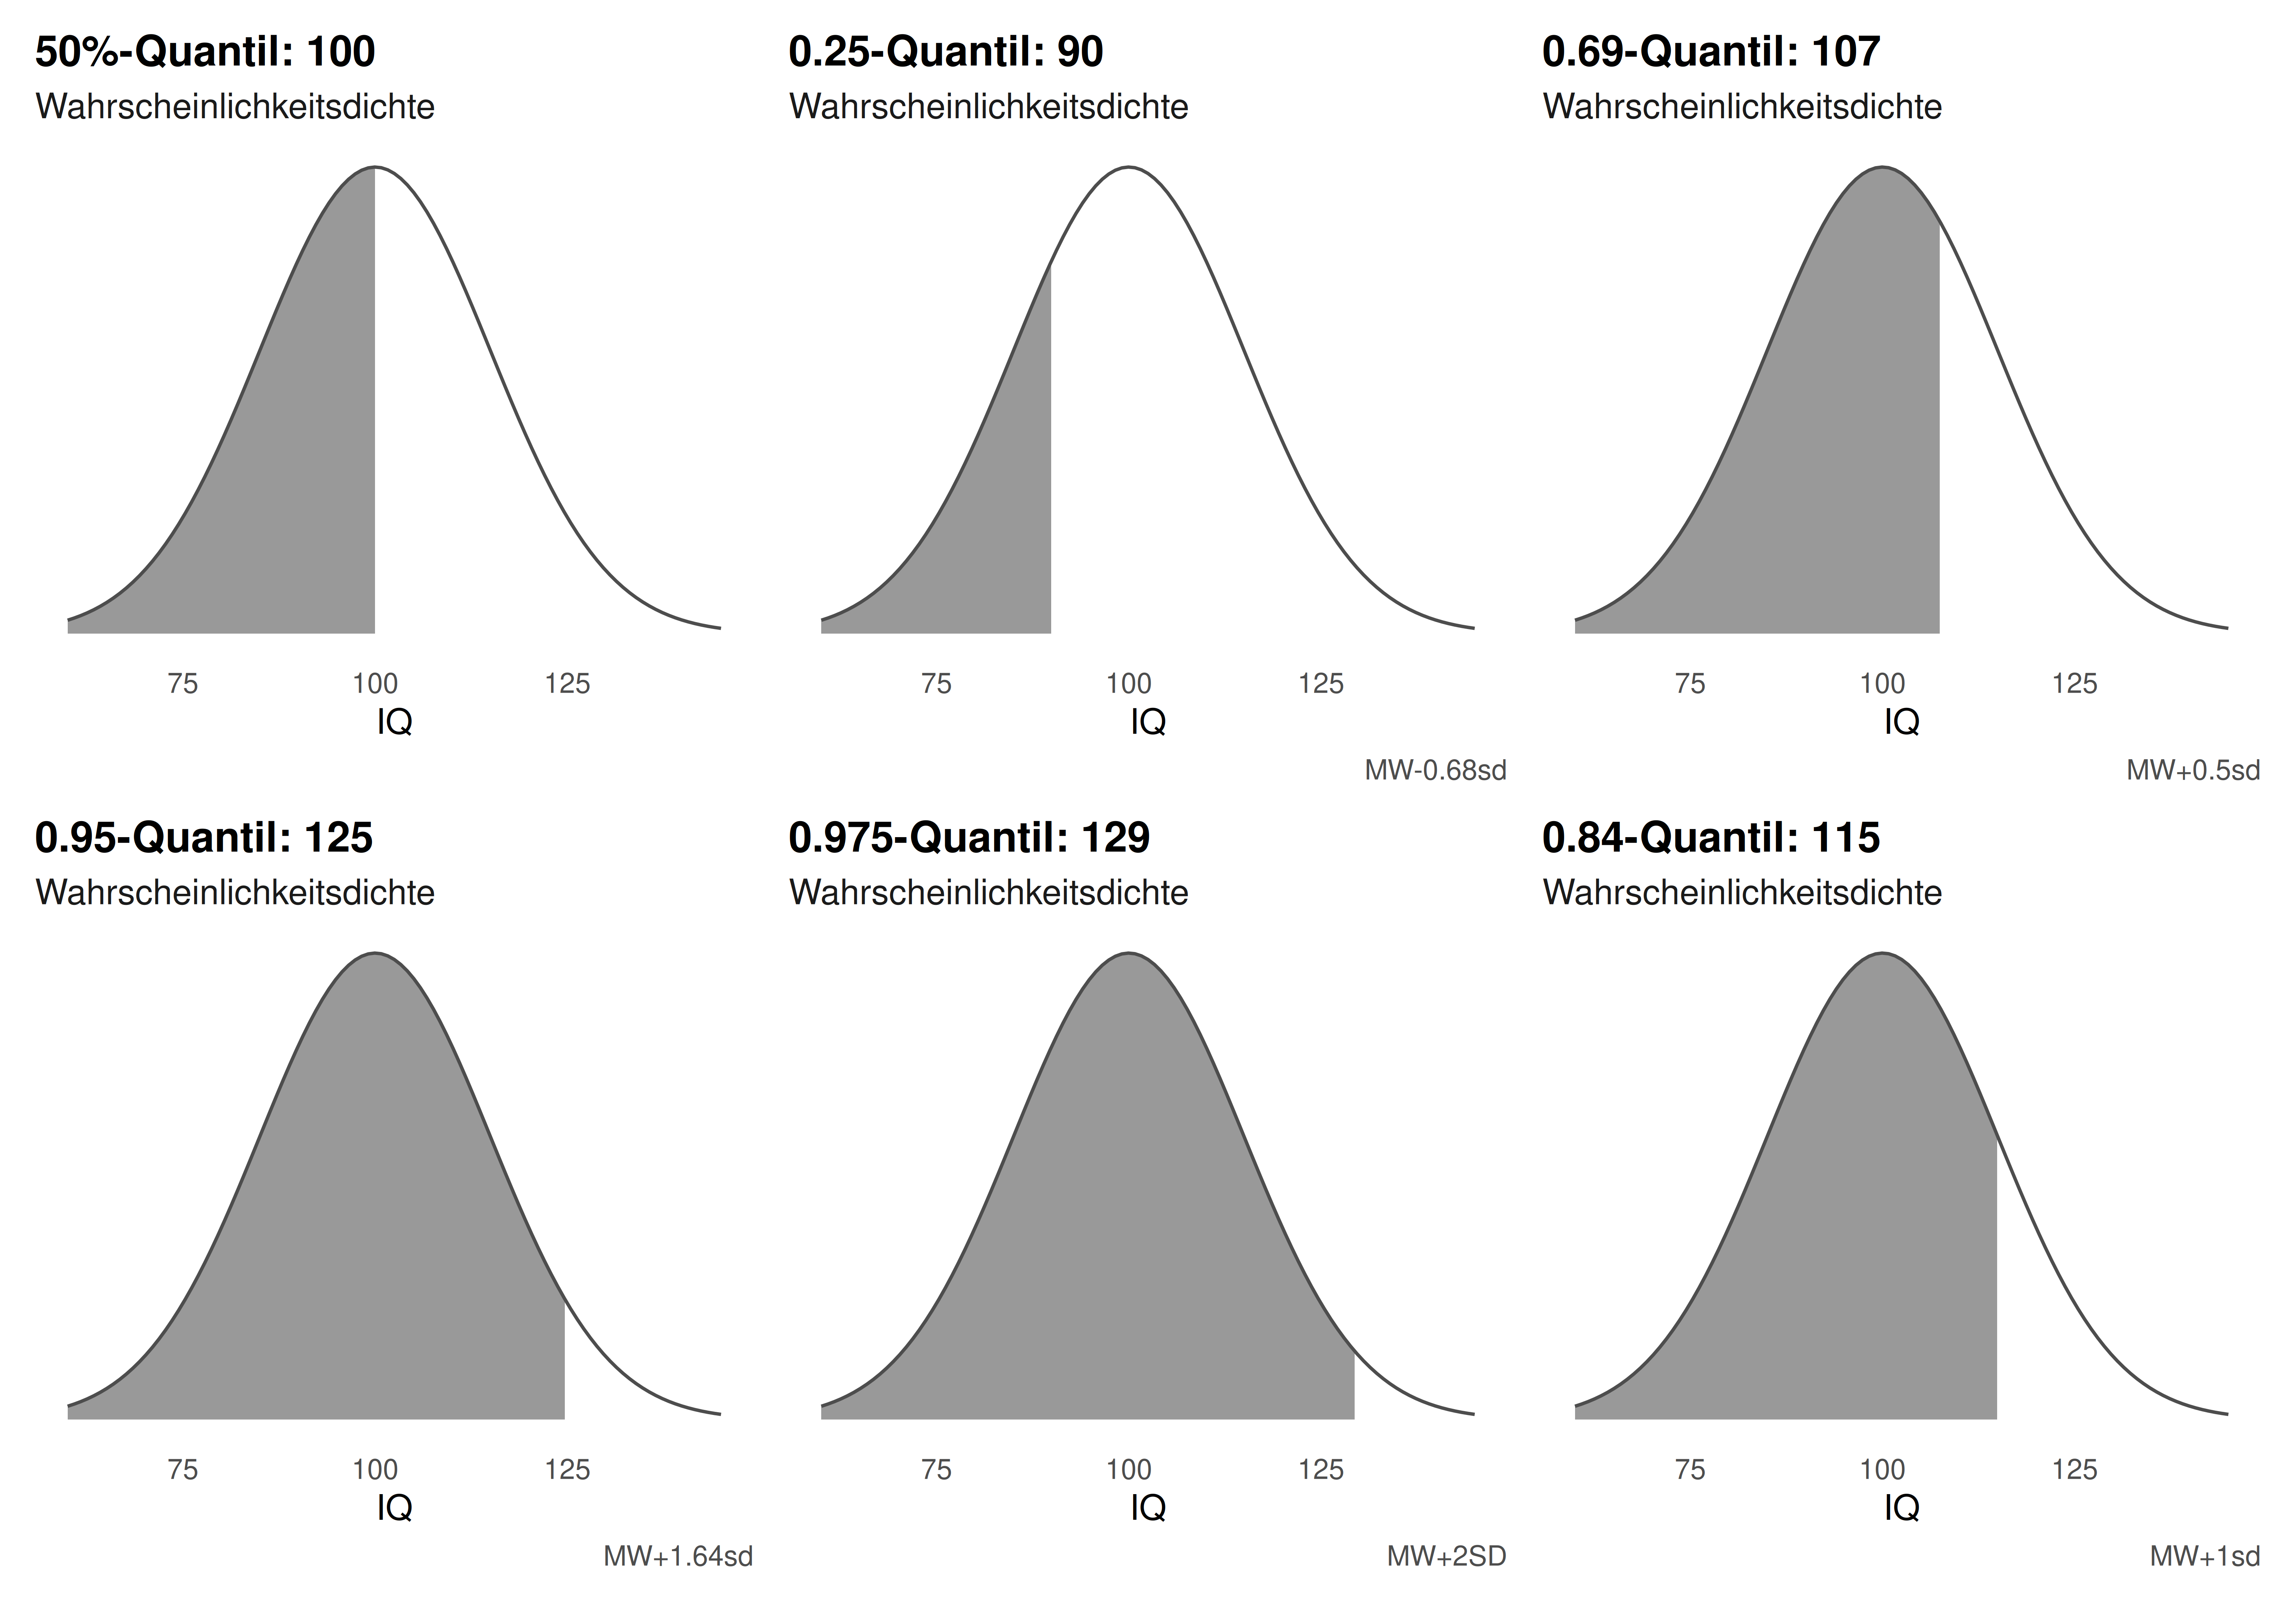 50%-Quantil: 100
Wahrscheinlichkeitsdichte
75 100 125
IQ
0.25-Quantil: 90
Wahrscheinlichkeitsdichte
75 100 125
IQ
MW-0.68sd
0.69-Quantil: 107
Wahrscheinlichkeitsdichte
75 100 125
IQ
MW+0.5sd
0.95-Quantil: 125
Wahrscheinlichkeitsdichte
75 100 125
IQ
MW+1.64sd
0.975-Quantil: 129
Wahrscheinlichkeitsdichte
75 100 125
IQ
MW+2SD
0.84-Quantil: 115
Wahrscheinlichkeitsdichte
75 100 125
IQ
MW+1sd